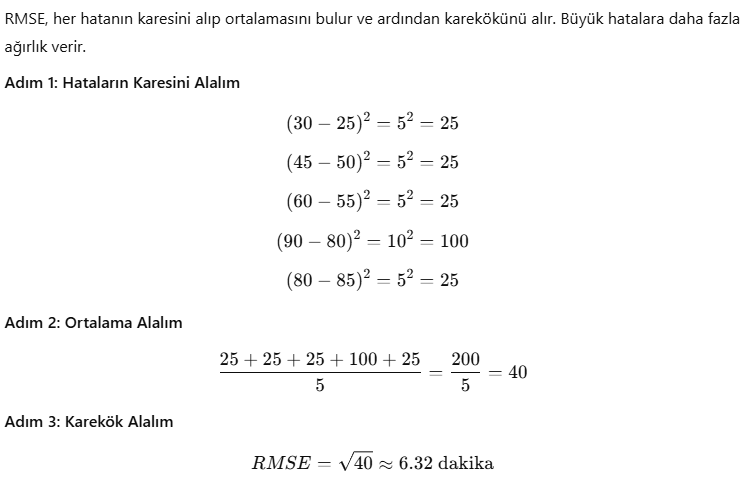 RMSE, her hatanın karesini alıp ortalamasını bulur ve ardından karekökünü alır. Büyük hatalara daha fazla
ağırlık verir.
Adım 1: Hataların Karesini Alalım
(30 − 25)² = 5² = 25
(45 − 50)² = 5² = 25
(60 − 55)² = 5² = 25
(90 − 80)² = 10² = 100
(80 − 85)² = 5² = 25
Adım 2: Ortalama Alalım
(25 + 25 + 25 + 100 + 25)/5 = 200/5 = 40
Adım 3: Karekök Alalım
RMSE = √40 ≈ 6.32 dakika